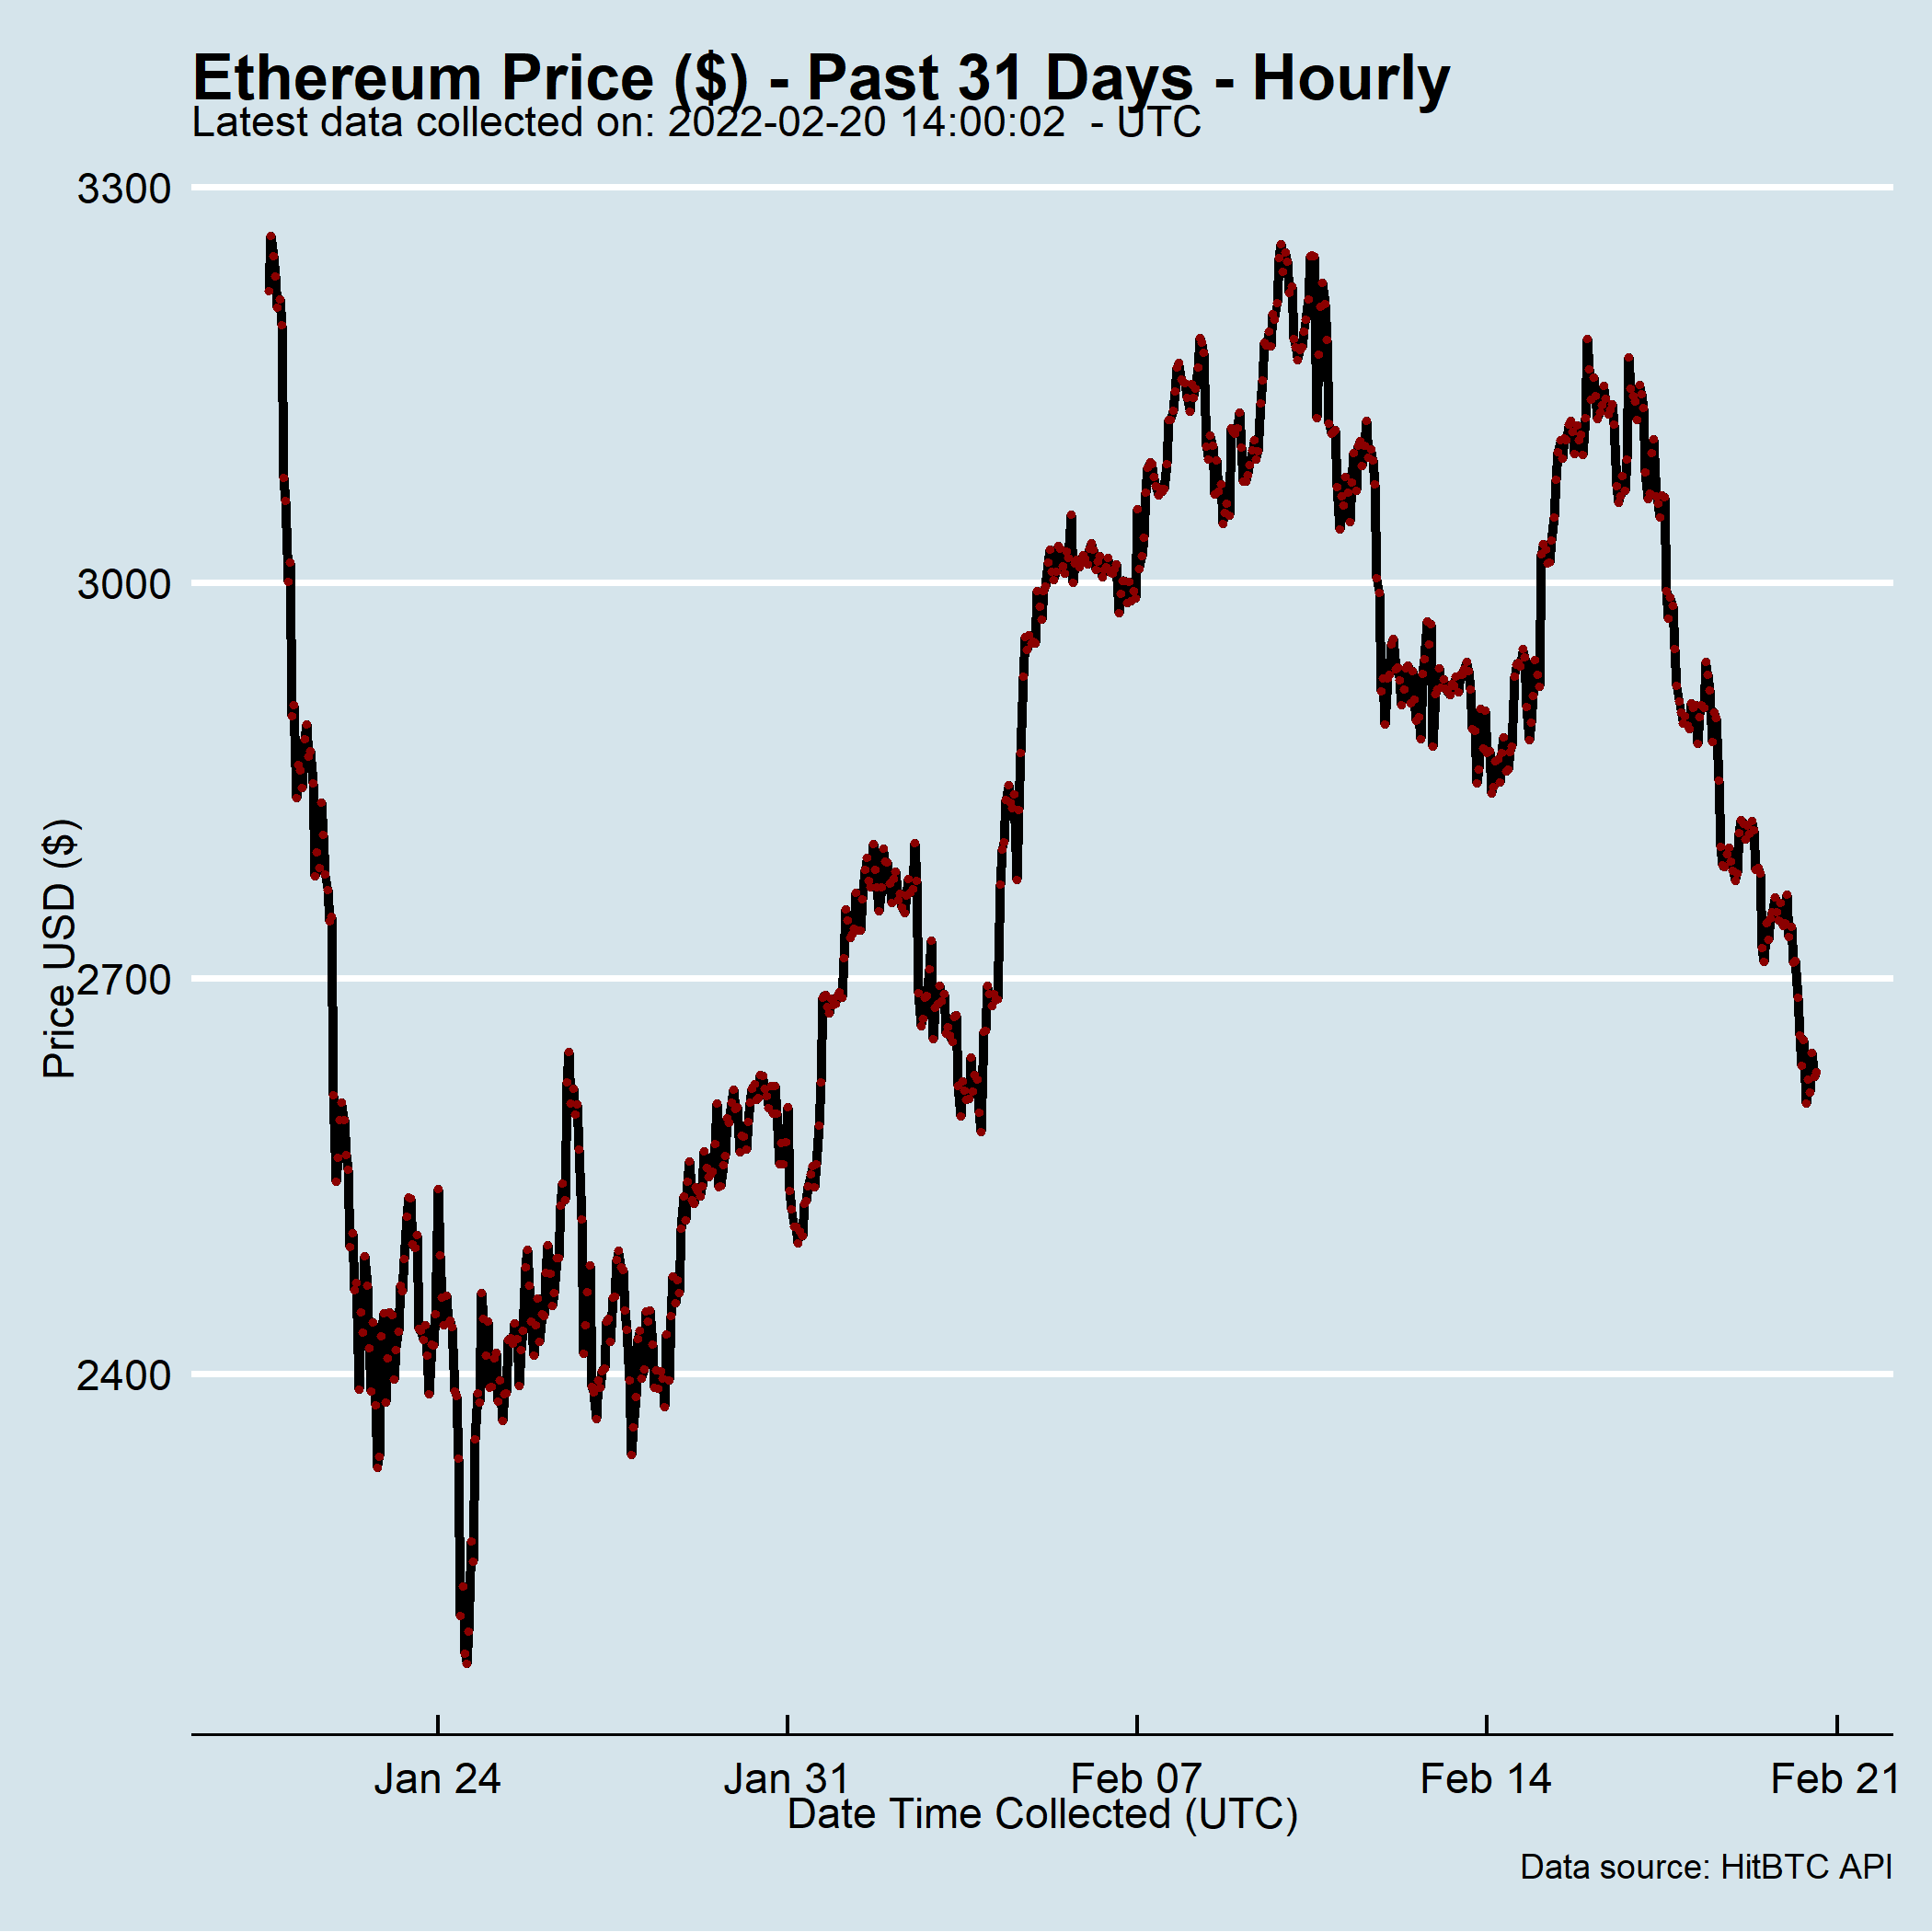 Ethereum Price ($) - Past 31 Days - Hourly
Latest data collected on: 2022-02-20 14:00:02  - UTC
3300
3000
2700
2400
Price USD ($)
Jan 24
Jan 31
Feb 07
Feb 14
Feb 21
Date Time Collected (UTC)
Data source: HitBTC API